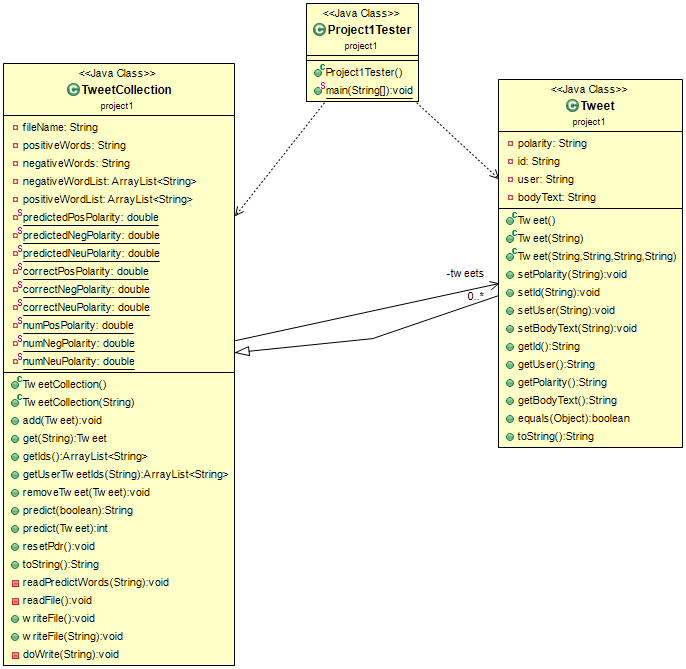 <<Java Class>>
Project1Tester
project1
Project1Tester()
main(String[]):void
<<Java Class>>
TweetCollection
project1
fileName: String
positiveWords: String
negativeWords: String
negativeWordList: ArrayList<String>
positiveWordList: ArrayList<String>
predictedPosPolarity: double
predictedNegPolarity: double
predictedNeuPolarity: double
correctPosPolarity: double
correctNegPolarity: double
correctNeuPolarity: double
numPosPolarity: double
numNegPolarity: double
numNeuPolarity: double
TweetCollection()
TweetCollection(String)
add(Tweet):void
get(String):Tweet
getIds():ArrayList<String>
getUserTweetIds(String):ArrayList<String>
removeTweet(Tweet):void
predict(boolean):String
predict(Tweet):int
resetPdr():void
toString():String
readPredictWords(String):void
readFile():void
writeFile():void
writeFile(String):void
doWrite(String):void
-tweets
0..*
<<Java Class>>
Tweet
project1
polarity: String
id: String
user: String
bodyText: String
Tweet()
Tweet(String)
Tweet(String,String,String,String)
setPolarity(String):void
setId(String):void
setUser(String):void
setBodyText(String):void
getId():String
getUser():String
getPolarity():String
getBodyText():String
equals(Object):boolean
toString():String